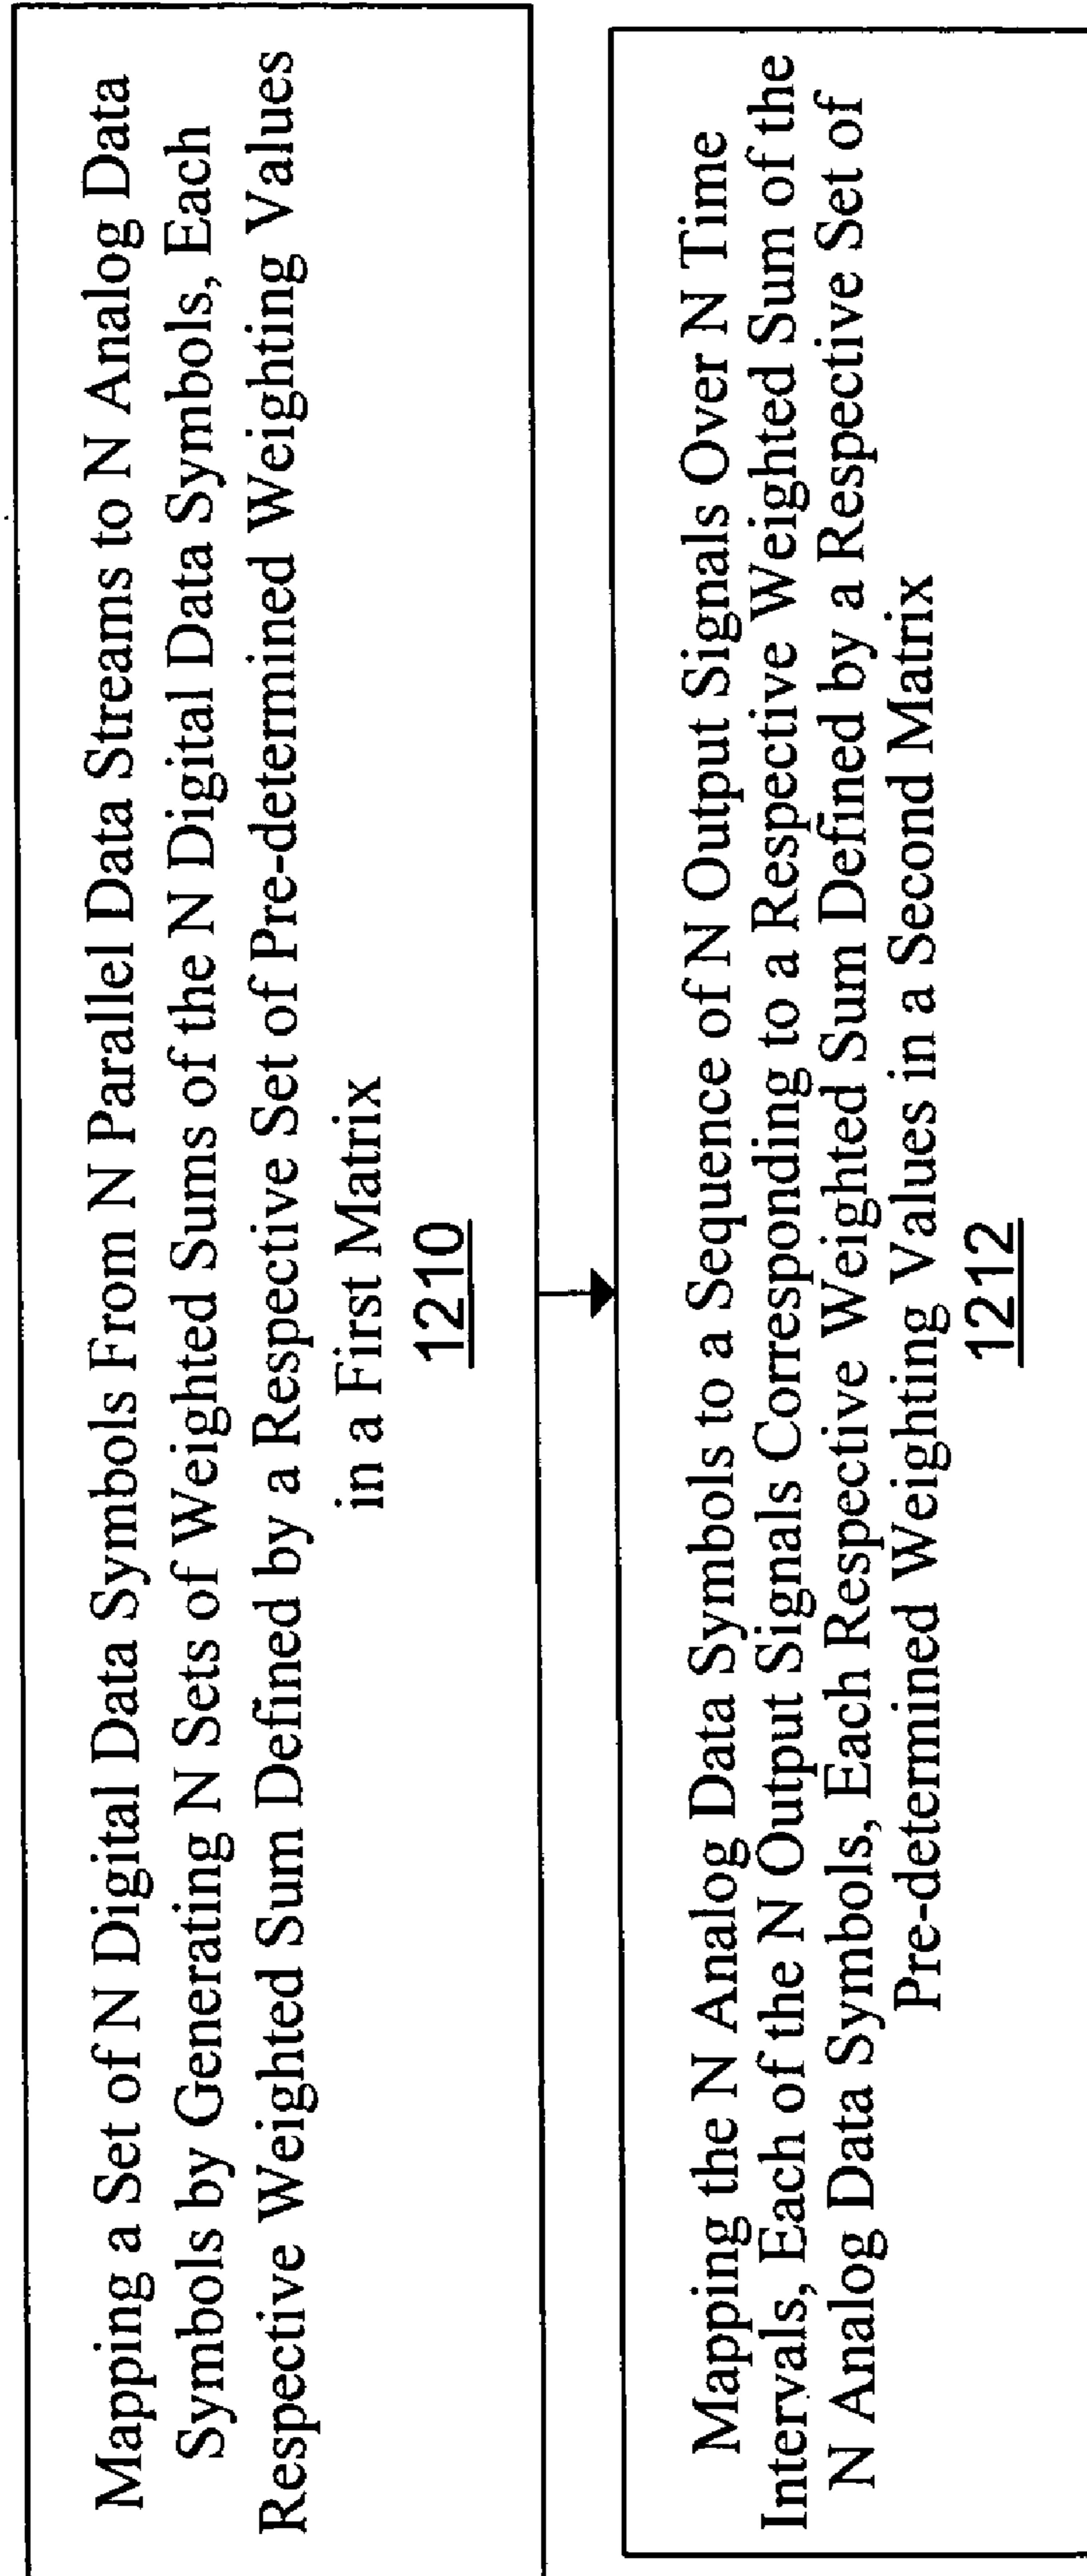 Mapping a Set of N Digital Data Symbols From N Parallel Data Streams to N Analog Data
Symbols by Generating N Sets of Weighted Sums of the N Digital Data Symbols, Each
Respective Weighted Sum Defined by a Respective Set of Pre-determined Weighting Values
in a First Matrix
1210
Mapping the N Analog Data Symbols to a Sequence of N Output Signals Over N Time
Intervals, Each of the N Output Signals Corresponding to a Respective Weighted Sum of the
N Analog Data Symbols, Each Respective Weighted Sum Defined by a Respective Set of
Pre-determined Weighting Values in a Second Matrix
1212